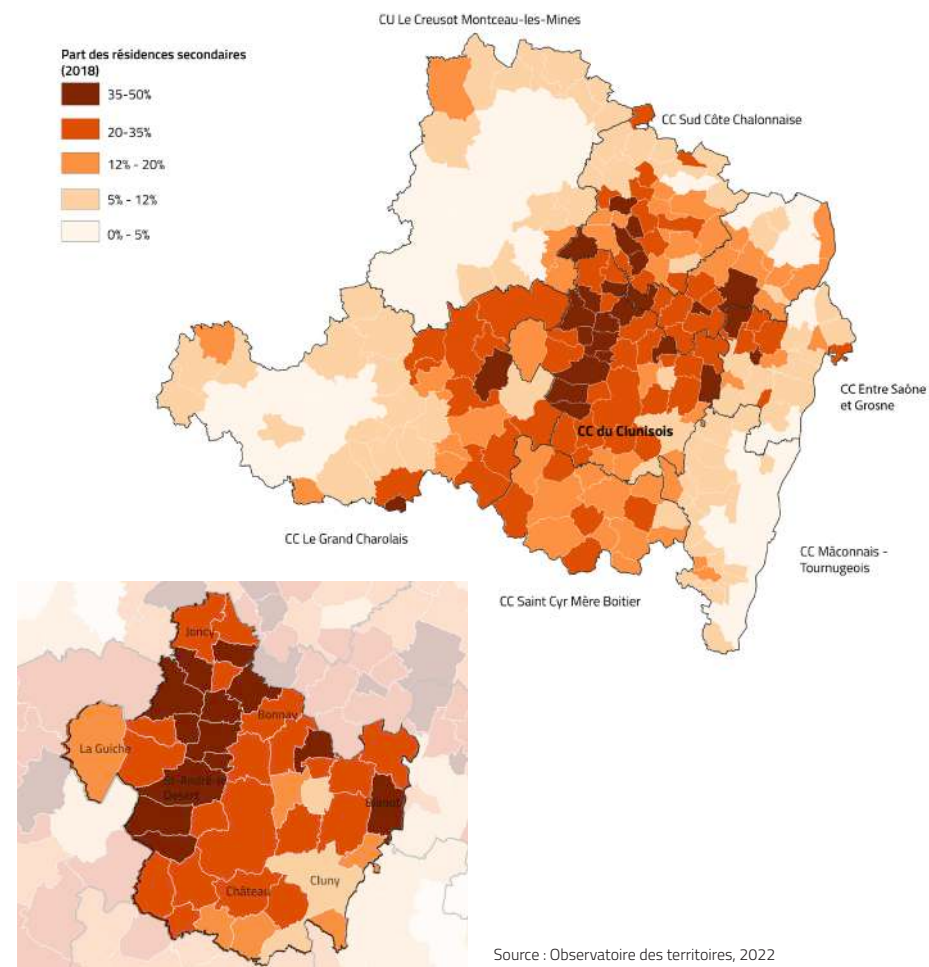 CU Le Creusot Montceau-les-Mines
Part des résidences secondaires
(2018)
35-50%
20-35%
12% - 20%
5% - 12%
0% - 5%
CC Sud Côte Chalonnaise
CC Entre Saône
et Grosne
CC du Clunisois
CC Le Grand Charolais
CC Mâconnais -
Tournugeois
CC Saint Cyr Mère Boitier
Joncy
Bonnay
La Guiche
St-André-le
Désert
Blanot
Cluny
Château
Source : Observatoire des territoires, 2022